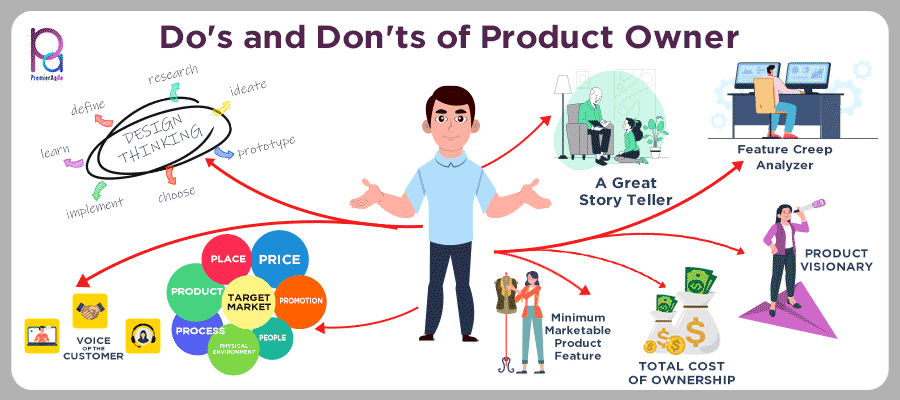 Do's and Don'ts of Product Owner
PremierAgile
research
define
ideate
DESIGN
THINKING
learn
prototype
implement
choose
A Great
Story Teller
Feature Creep
Analyzer
PLACE
PRICE
PRODUCT
TARGET
MARKET
PROMOTION
PROCESS
PEOPLE
PHYSICAL
ENVIRONMENT
VOICE
OF THE
CUSTOMER
Minimum
Marketable
Product
Feature
TOTAL COST
OF OWNERSHIP
PRODUCT
VISIONARY